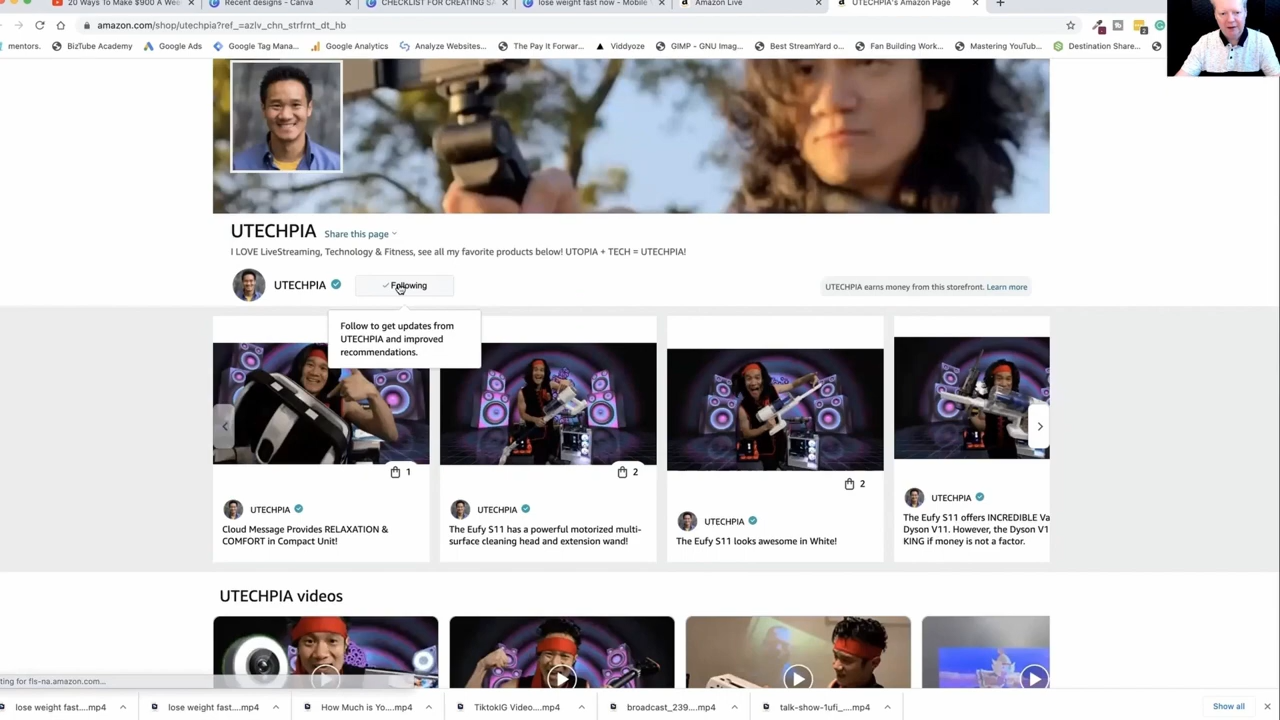 20 Ways To Make $900 A Wee
Recent designs - Canva
CHECKLIST FOR CREATING SA
lose weight fast now - Mobile
Amazon Live
UTECHPIA's Amazon Page
amazon.com/shop/utechpia?ref_=azlv_chn_strfrnt_dt_hb
mentors.
BizTube Academy
Google Ads
Google Tag Mana...
Google Analytics
Analyze Websites...
The Pay It Forwar...
Viddyoze
GIMP - GNU Imag...
Best StreamYard o...
Fan Building Work...
Mastering YouTub...
Destination Share...
UTECHPIA Share this page
I LOVE LiveStreaming, Technology & Fitness, see all my favorite products below! UTOPIA + TECH = UTECHPIA!
UTECHPIA
Following
UTECHPIA earns money from this storefront. Learn more
Follow to get updates from
UTECHPIA and improved
recommendations.
1
2
2
UTECHPIA
Cloud Message Provides RELAXATION &
COMFORT in Compact Unit!
UTECHPIA
The Eufy S11 has a powerful motorized multi-
surface cleaning head and extension wand!
UTECHPIA
The Eufy S11 looks awesome in White!
UTECHPIA
The Eufy S11 offers INCREDIBLE Va
Dyson V11. However, the Dyson V1
KING if money is not a factor.
UTECHPIA videos
ting for fls-na.amazon.com...
lose weight fast....mp4
lose weight fast....mp4
How Much is Yo....mp4
TiktokIG Video....mp4
broadcast_239....mp4
talk-show-1ufi_....mp4
Show all